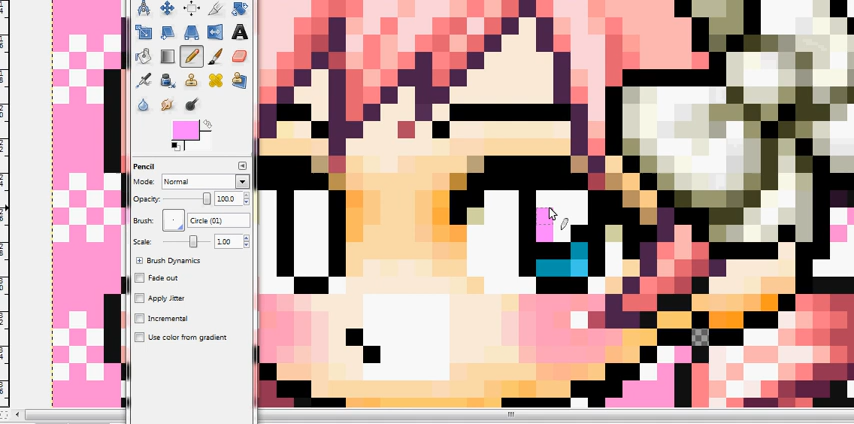 Pencil
Mode: Normal
Opacity: 100.0
Brush: Circle (01)
Scale: 1.00
Brush Dynamics
Fade out
Apply Jitter
Incremental
Use color from gradient